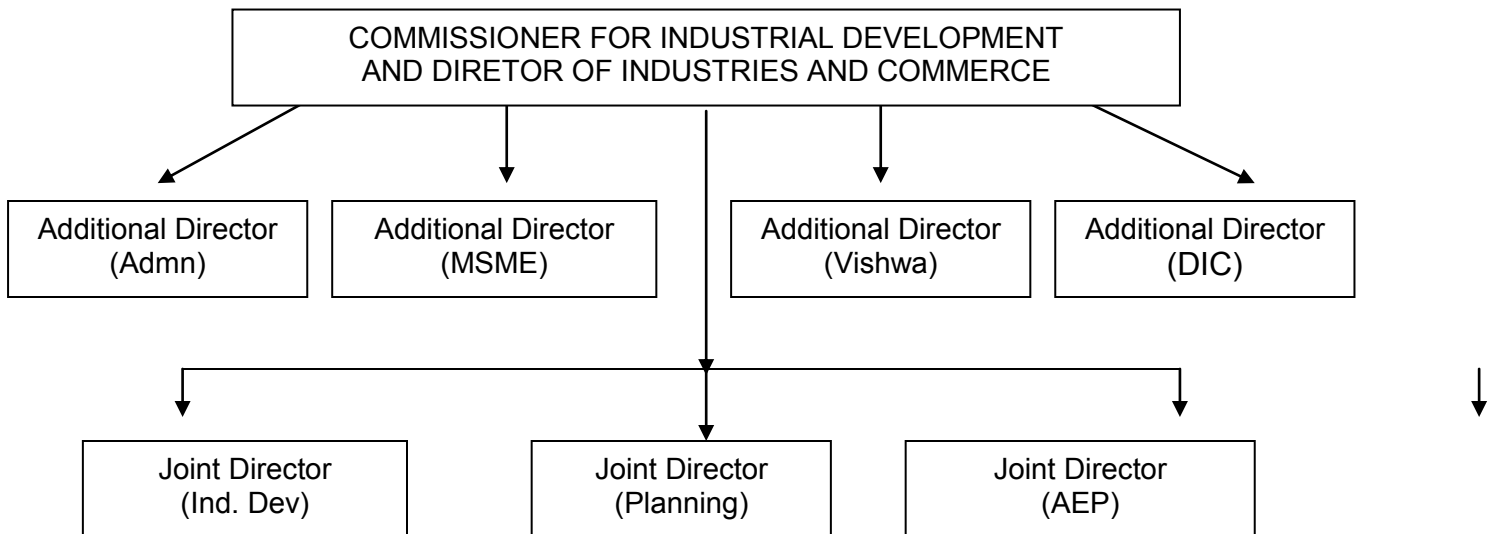 COMMISSIONER FOR INDUSTRIAL DEVELOPMENT
AND DIRETOR OF INDUSTRIES AND COMMERCE
Additional Director
(Admn)
Additional Director
(MSME)
Additional Director
(Vishwa)
Additional Director
(DIC)
Joint Director
(Ind. Dev)
Joint Director
(Planning)
Joint Director
(AEP)